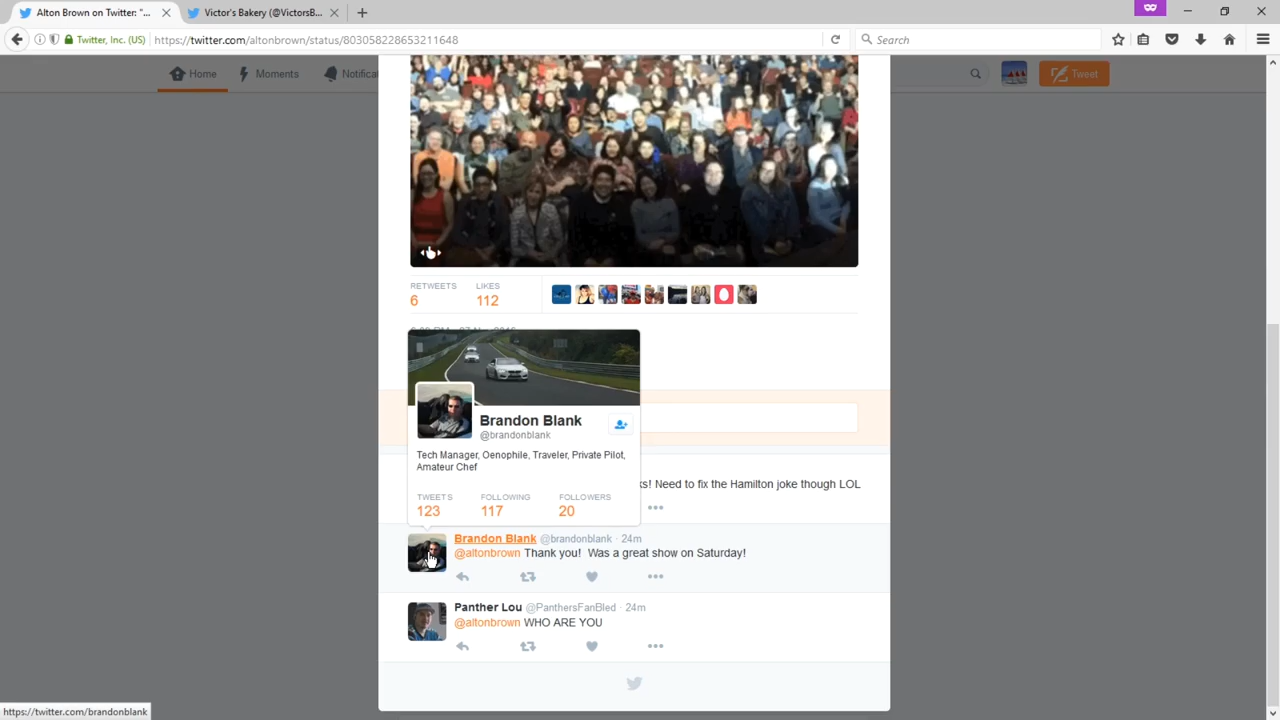 Alton Brown on Twitter: "...
Victor's Bakery (@VictorsB...
Twitter, Inc. (US)
https://twitter.com/altonbrown/status/803058228653211648
Search
Home
Moments
Notifica
Tweet
RETWEETS
6
LIKES
112
Brandon Blank
@brandonblank
Tech Manager, Oenophile, Traveler, Private Pilot,
Amateur Chef
TWEETS
123
FOLLOWING
117
FOLLOWERS
20
ks! Need to fix the Hamilton joke though LOL
Brandon Blank @brandonblank · 24m
@altonbrown Thank you! Was a great show on Saturday!
Panther Lou @PanthersFanBled · 24m
@altonbrown WHO ARE YOU
https://twitter.com/brandonblank